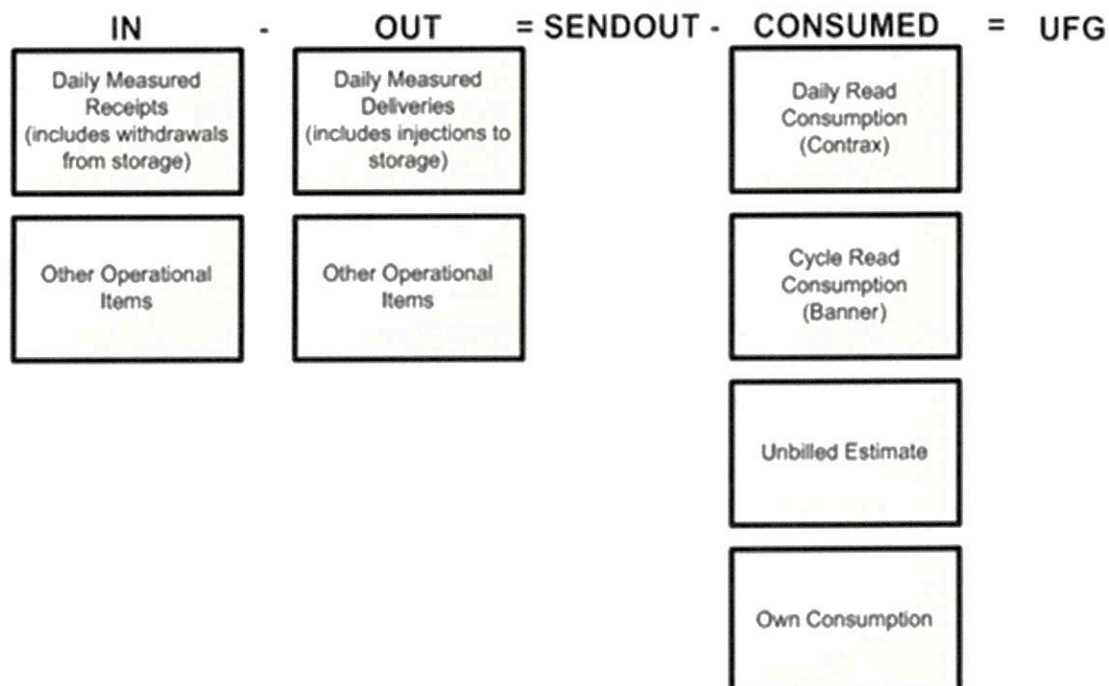 IN - OUT = SENDOUT - CONSUMED = UFG
Daily Measured
Receipts
(includes withdrawals
from storage)
Daily Measured
Deliveries
(includes injections to
storage)
Daily Read
Consumption
(Contrax)
Other Operational
Items
Other Operational
Items
Cycle Read
Consumption
(Banner)
Unbilled Estimate
Own Consumption